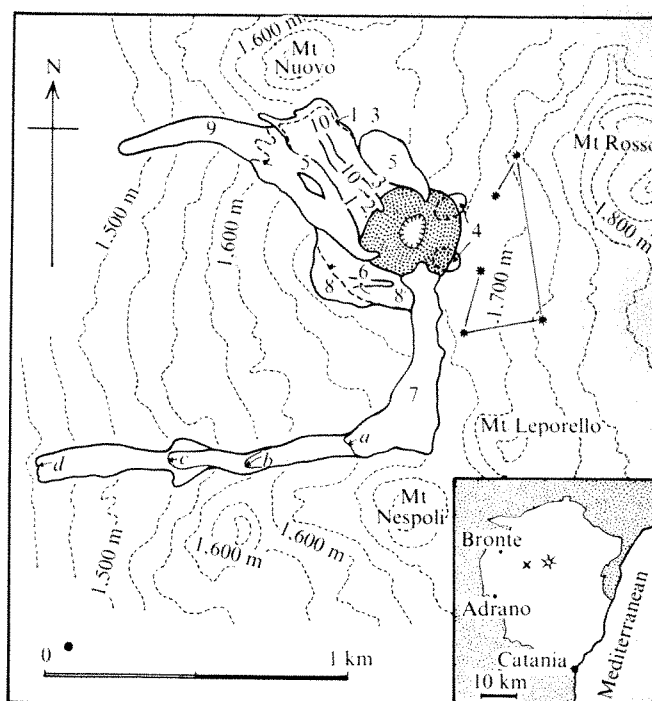 1.600 m
Mt
Nuovo
N
9
10
1
3
Mt Rosso
5
5
10
3
2
1
1.500 m
1.600 m
4
1.800 m
6
8
8
1.700 m
7
Mt Leporello
a
b
c
d
Mt
Nespoli
1.500 m
1.600 m
Bronte
Adrano
Catania
Mediterranean
10 km
0
1 km